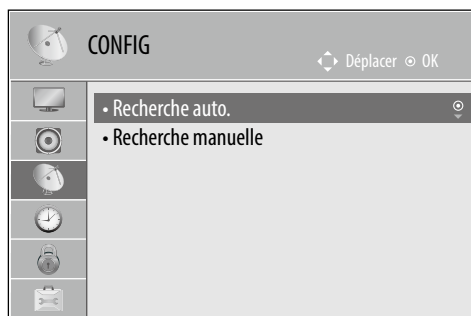 CONFIG
Déplacer OK
• Recherche auto.
• Recherche manuelle